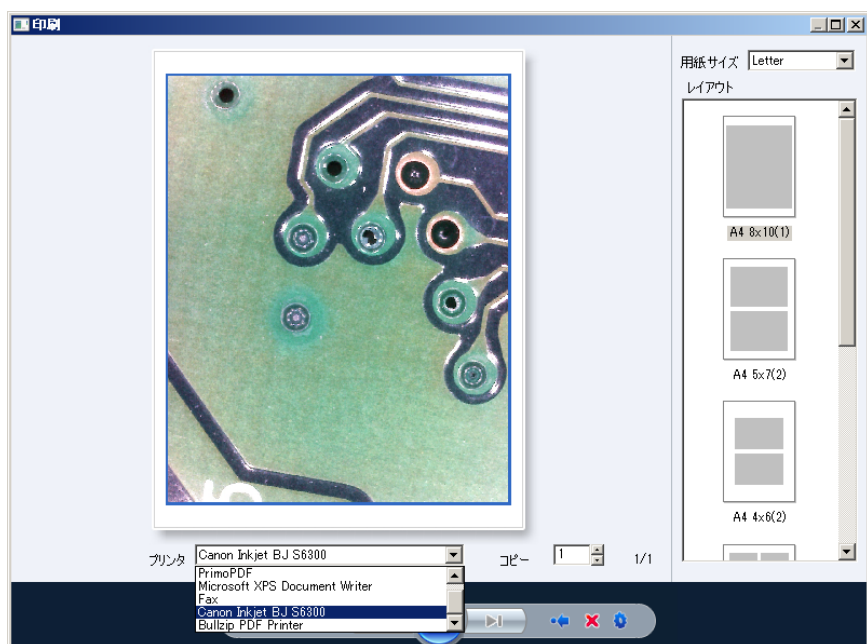 印刷
用紙サイズ Letter
レイアウト
A4 8x10(1)
A4 5x7(2)
A4 4x6(2)
プリンタ Canon Inkjet BJ S6300 コピー 1 1/1
PrimoPDF
Microsoft XPS Document Writer
Fax
Canon Inkjet BJ S6300
Bullzip PDF Printer